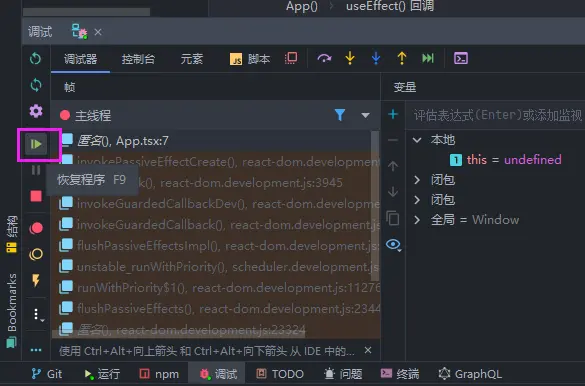 App() › useEffect() 回调
调试
调试器 控制台 元素 JS 脚本
帧 变量
主线程
评估表达式(Enter)或添加监视
匿名(), App.tsx:7
本地
invokePassiveEffectCreate(), react-dom.development
1 this = undefined
react-dom.development.js:3945
恢复程序 F9
闭包
invokeGuardedCallbackDev(), react-dom.development
闭包
invokeGuardedCallback(), react-dom.development.js:
全局 = Window
flushPassiveEffectsImpl(), react-dom.development.js:
unstable_runWithPriority(), scheduler.development.
runWithPriority$1(), react-dom.development.js:11276
flushPassiveEffects(), react-dom.development.js:2344
匿名(), react-dom.development.js:23324
使用 Ctrl+Alt+向上箭头 和 Ctrl+Alt+向下箭头 从 IDE 中的...
结构
Bookmarks
Git 运行 npm 调试 TODO 问题 终端 GraphQL